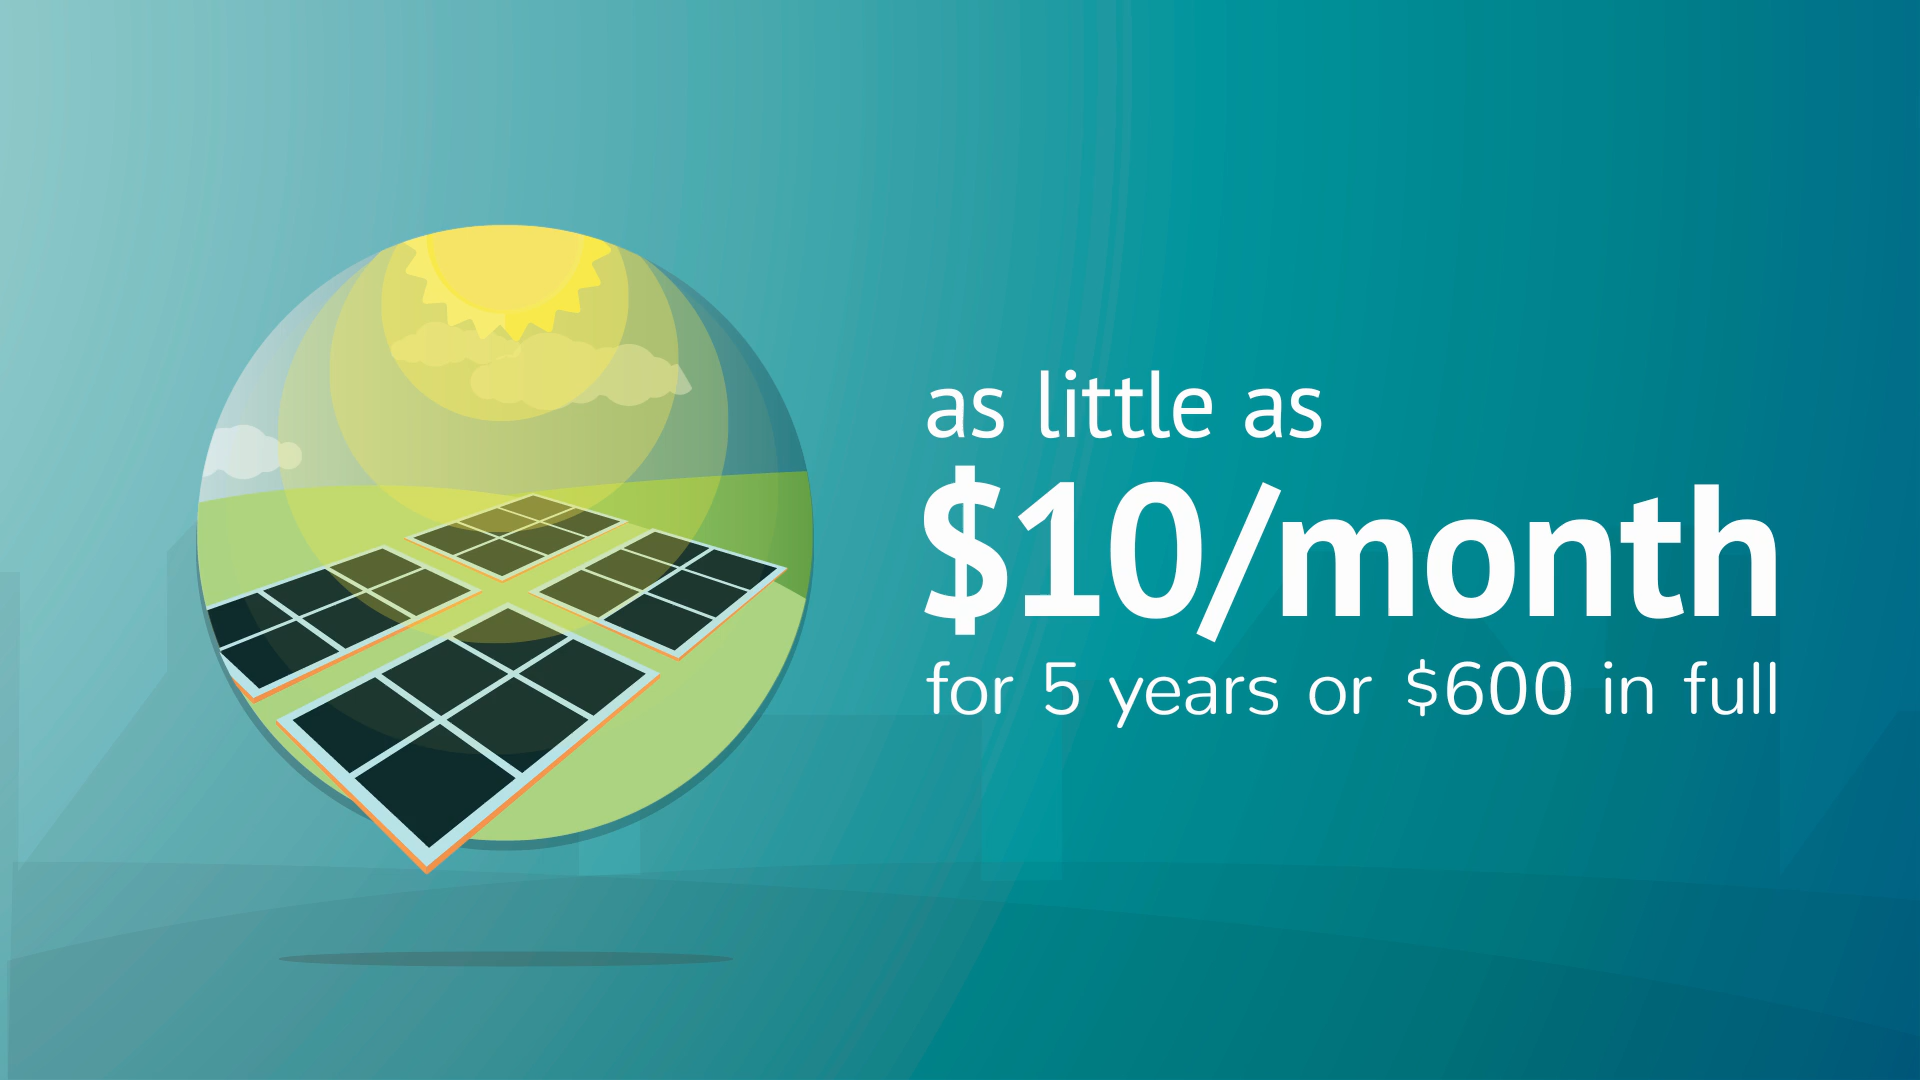 as little as
$10/month
for 5 years or $600 in full